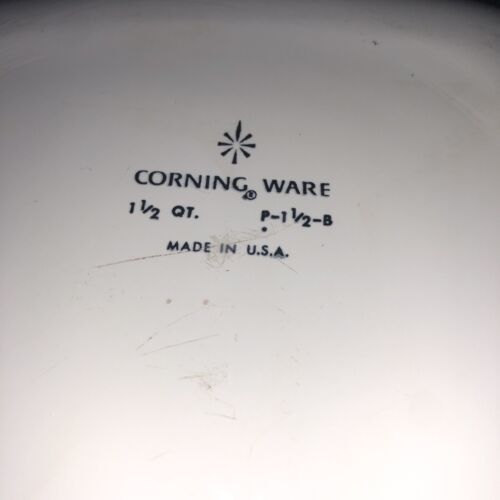 CORNING® WARE
1 1/2 QT. P-1 1/2-B
MADE IN U.S.A.